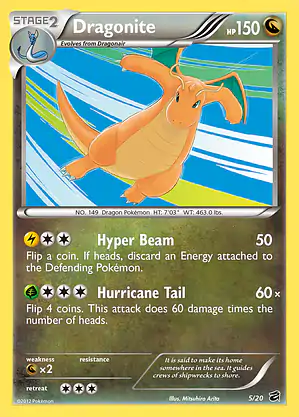 STAGE2 Dragonite HP150
Evolves from Dragonair
NO. 149 Dragon Pokémon HT: 7'03" WT: 463.0 lbs.
Hyper Beam 50
Flip a coin. If heads, discard an Energy attached to
the Defending Pokémon.
Hurricane Tail 60×
Flip 4 coins. This attack does 60 damage times the
number of heads.
weakness resistance
×2
retreat
It is said to make its home
somewhere in the sea. It guides
crews of shipwrecks to shore.
©2012 Pokémon
Illus. Mitsuhiro Arita
5/20